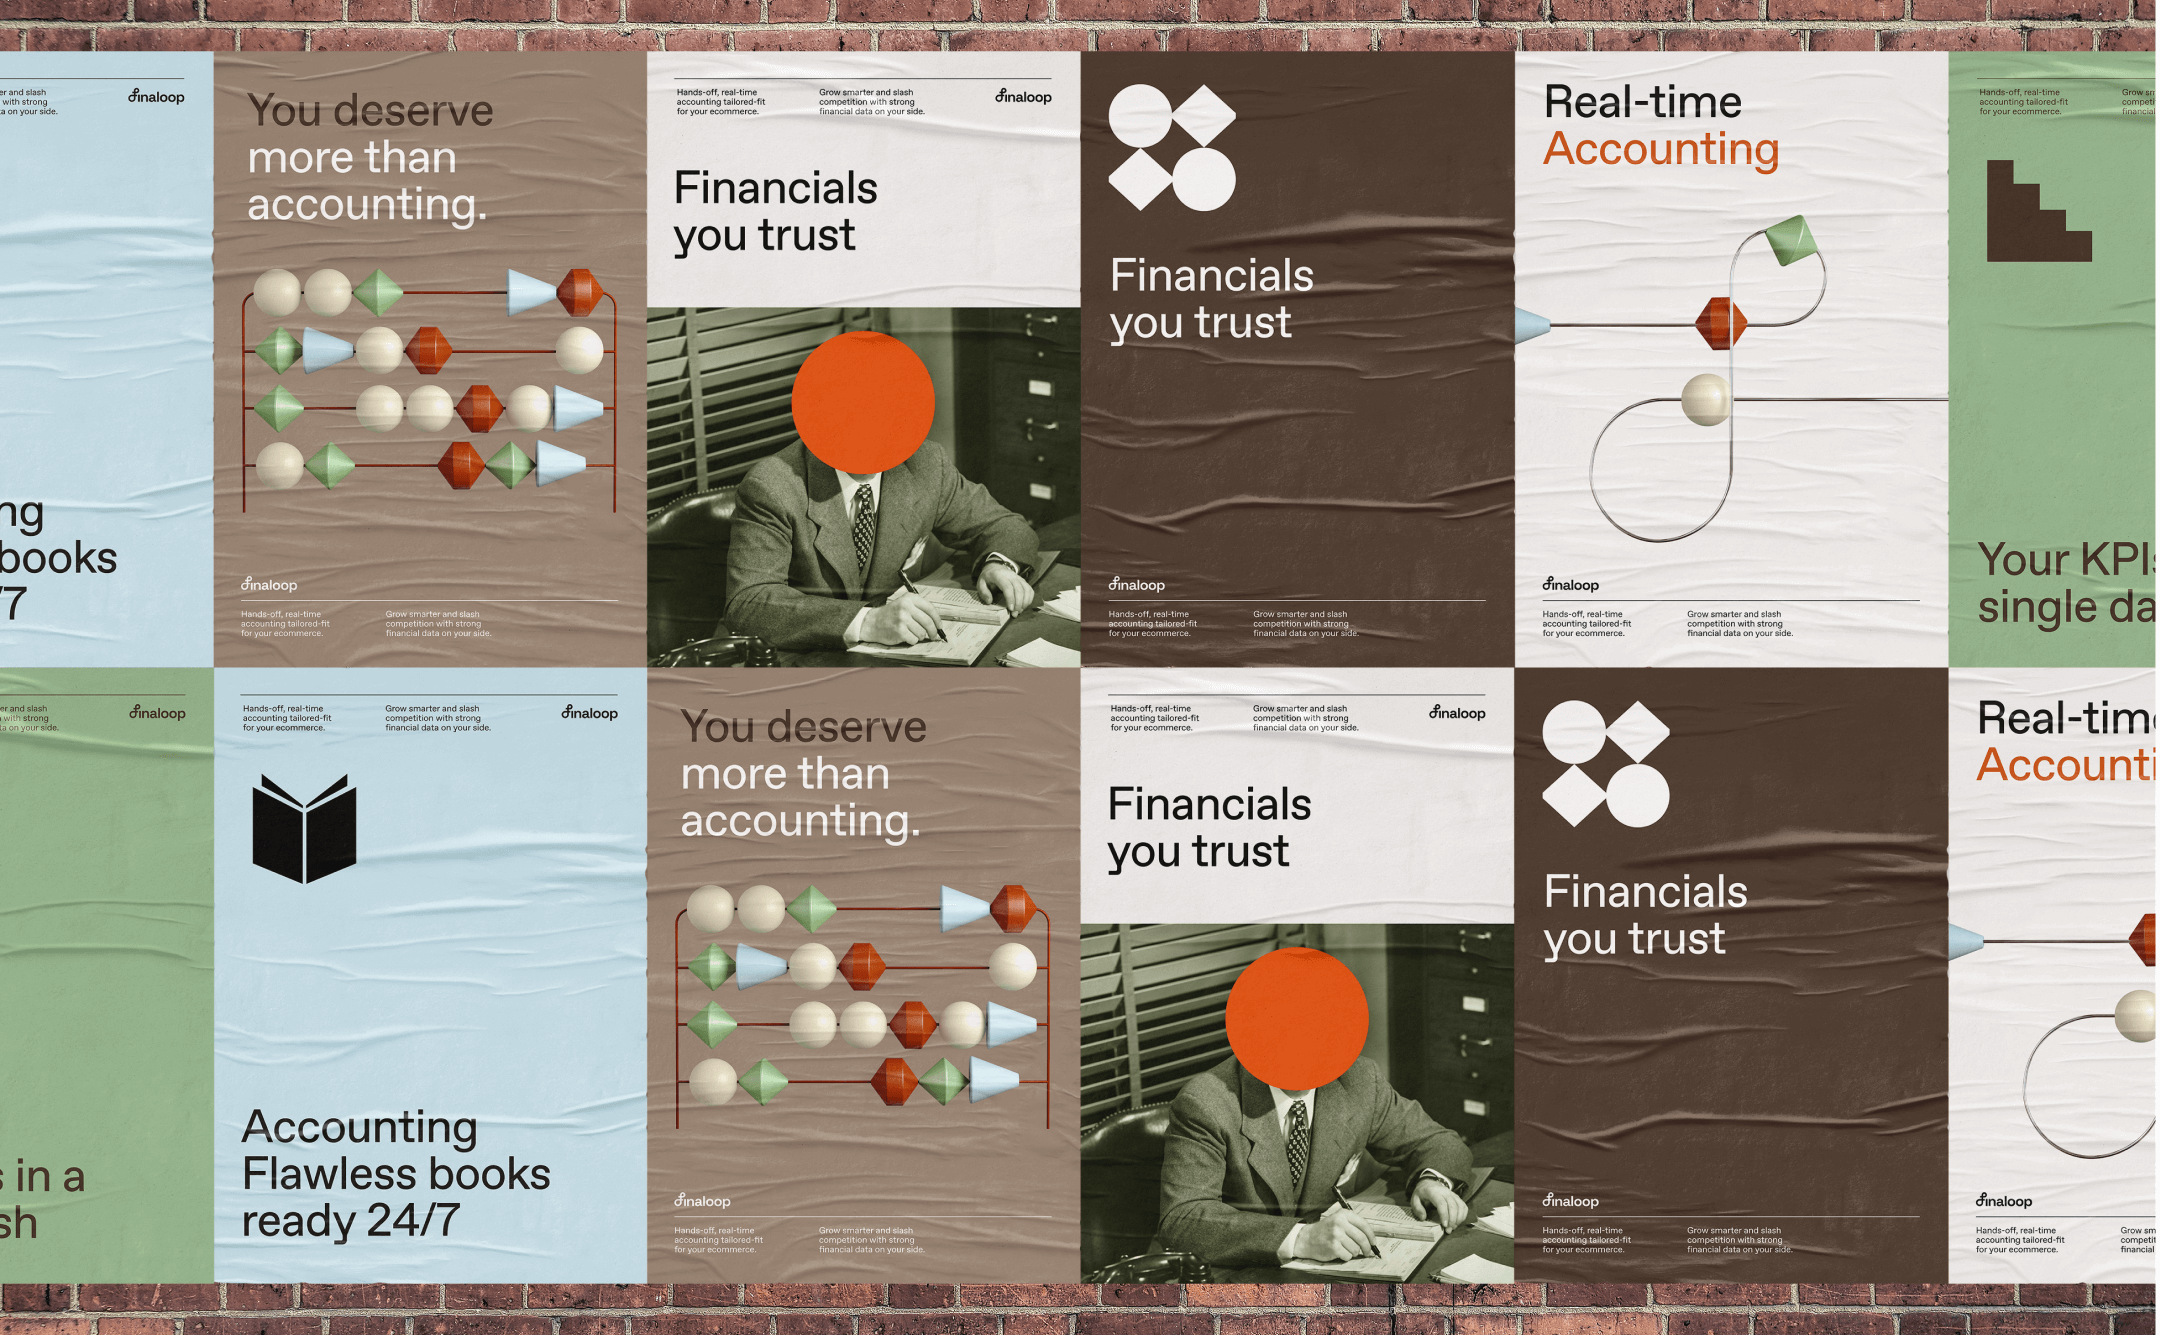 er and slash
with strong
ta on your side.
finaloop
ng
books
/7
You deserve
more than
accounting.
finaloop
Hands-off, real-time
accounting tailored-fit
for your ecommerce.
Grow smarter and slash
competition with strong
financial data on your side.
Hands-off, real-time
accounting tailored-fit
for your ecommerce.
Grow smarter and slash
competition with strong
financial data on your side.
finaloop
Financials
you trust
Financials
you trust
finaloop
Hands-off, real-time
accounting tailored-fit
for your ecommerce.
Grow smarter and slash
competition with strong
financial data on your side.
Real-time
Accounting
finaloop
Hands-off, real-time
accounting tailored-fit
for your ecommerce.
Grow smarter and slash
competition with strong
financial data on your side.
Hands-off, real-time
accounting tailored-fit
for your ecommerce.
Grow sm
competi
financial
Your KPIs
single da
er and slash
with strong
ta on your side.
finaloop
s in a
sh
Hands-off, real-time
accounting tailored-fit
for your ecommerce.
Grow smarter and slash
competition with strong
financial data on your side.
finaloop
Accounting
Flawless books
ready 24/7
You deserve
more than
accounting.
finaloop
Hands-off, real-time
accounting tailored-fit
for your ecommerce.
Grow smarter and slash
competition with strong
financial data on your side.
Hands-off, real-time
accounting tailored-fit
for your ecommerce.
Grow smarter and slash
competition with strong
financial data on your side.
finaloop
Financials
you trust
Financials
you trust
finaloop
Hands-off, real-time
accounting tailored-fit
for your ecommerce.
Grow smarter and slash
competition with strong
financial data on your side.
Real-time
Accounti
finaloop
Hands-off, real-time
accounting tailored-fit
for your ecommerce.
Grow sm
competit
financial